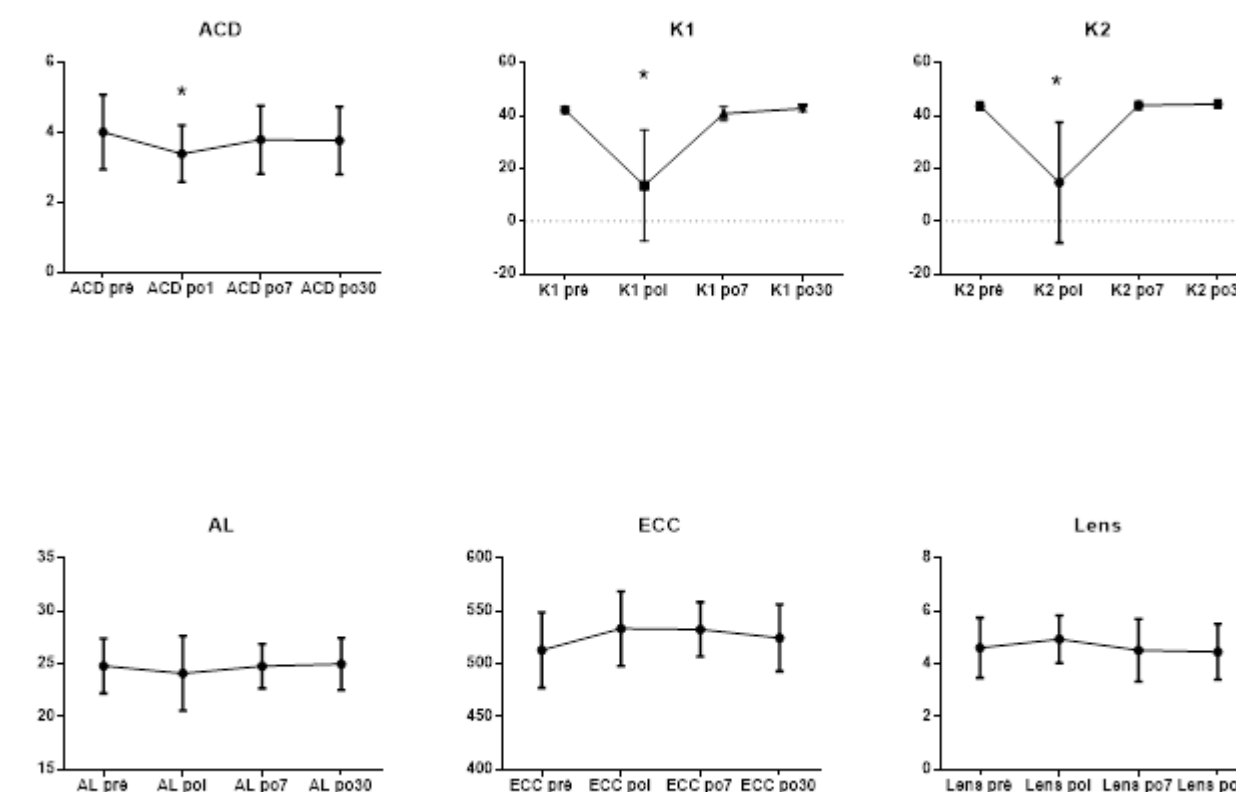 ACD
6
4
2
0
ACD pré ACD po1 ACD po7 ACD po30
*
K1
60
40
20
0
-20
K1 pré K1 pol K1 po7 K1 po30
*
K2
60
40
20
0
-20
K2 pré K2 pol K2 po7 K2 po3
*
AL
35
30
25
20
15
AL pré AL pol AL po7 AL po30
ECC
600
550
500
450
400
ECC pré ECC pol ECC po7 ECC po30
Lens
8
6
4
2
0
Lens pré Lens pol Lens po7 Lens po